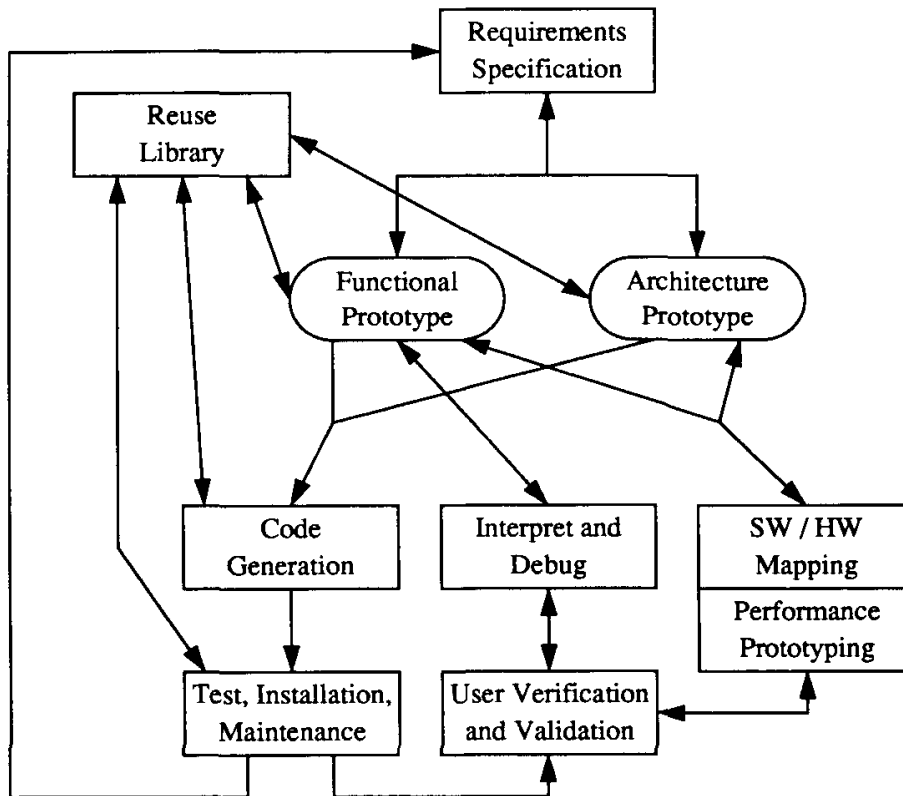 Requirements
Specification
Reuse
Library
Functional
Prototype
Architecture
Prototype
Code
Generation
Interpret and
Debug
SW / HW
Mapping
Performance
Prototyping
Test, Installation,
Maintenance
User Verification
and Validation